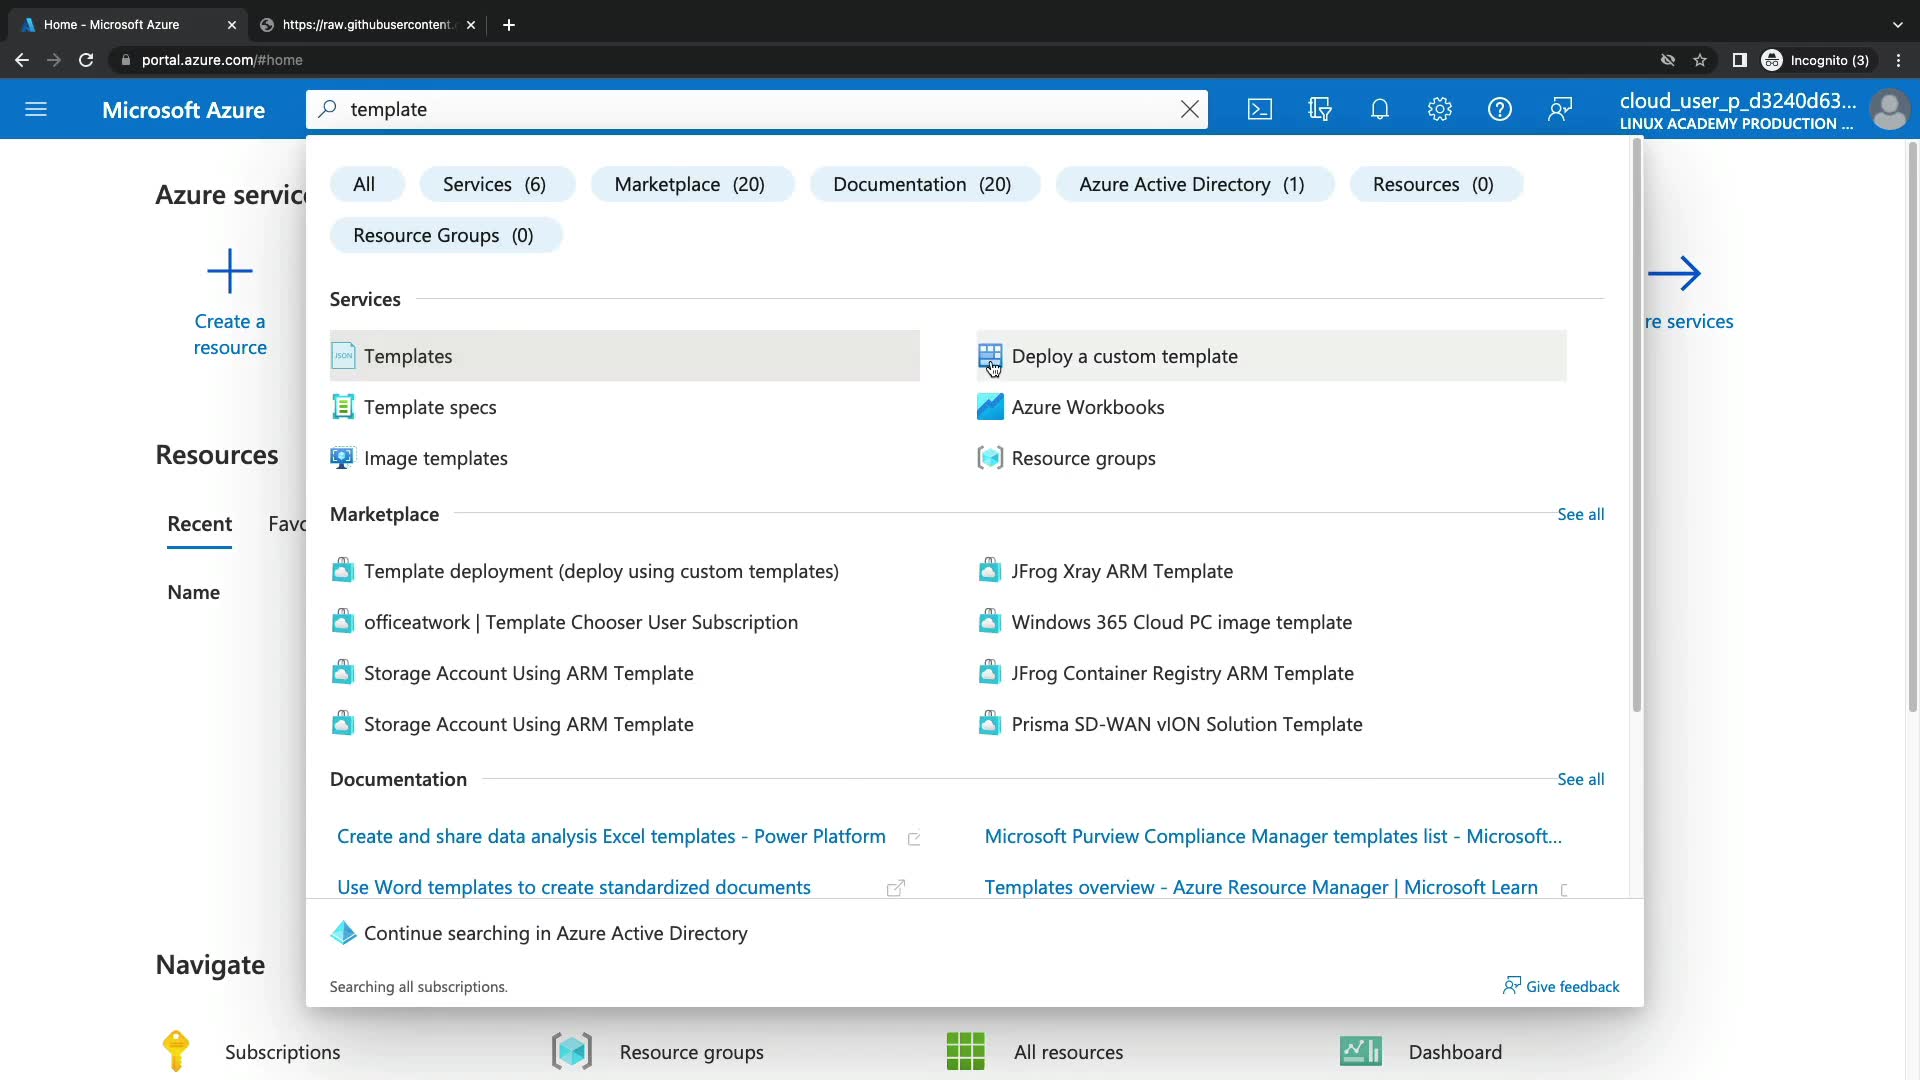 Home - Microsoft Azure
https://raw.githubusercontent.c
portal.azure.com/#home
Incognito (3)
Microsoft Azure
template
cloud_user_p_d3240d63...
LINUX ACADEMY PRODUCTION ...
All
Services (6)
Marketplace (20)
Documentation (20)
Azure Active Directory (1)
Resources (0)
Resource Groups (0)
Azure servic
Create a
resource
re services
Services
Templates
Deploy a custom template
Template specs
Azure Workbooks
Image templates
Resource groups
Resources
Recent
Favo
Name
Marketplace
See all
Template deployment (deploy using custom templates)
JFrog Xray ARM Template
officeatwork | Template Chooser User Subscription
Windows 365 Cloud PC image template
Storage Account Using ARM Template
JFrog Container Registry ARM Template
Storage Account Using ARM Template
Prisma SD-WAN vION Solution Template
Documentation
See all
Create and share data analysis Excel templates - Power Platform
Microsoft Purview Compliance Manager templates list - Microsoft...
Use Word templates to create standardized documents
Templates overview - Azure Resource Manager | Microsoft Learn
Continue searching in Azure Active Directory
Searching all subscriptions.
Give feedback
Navigate
Subscriptions
Resource groups
All resources
Dashboard